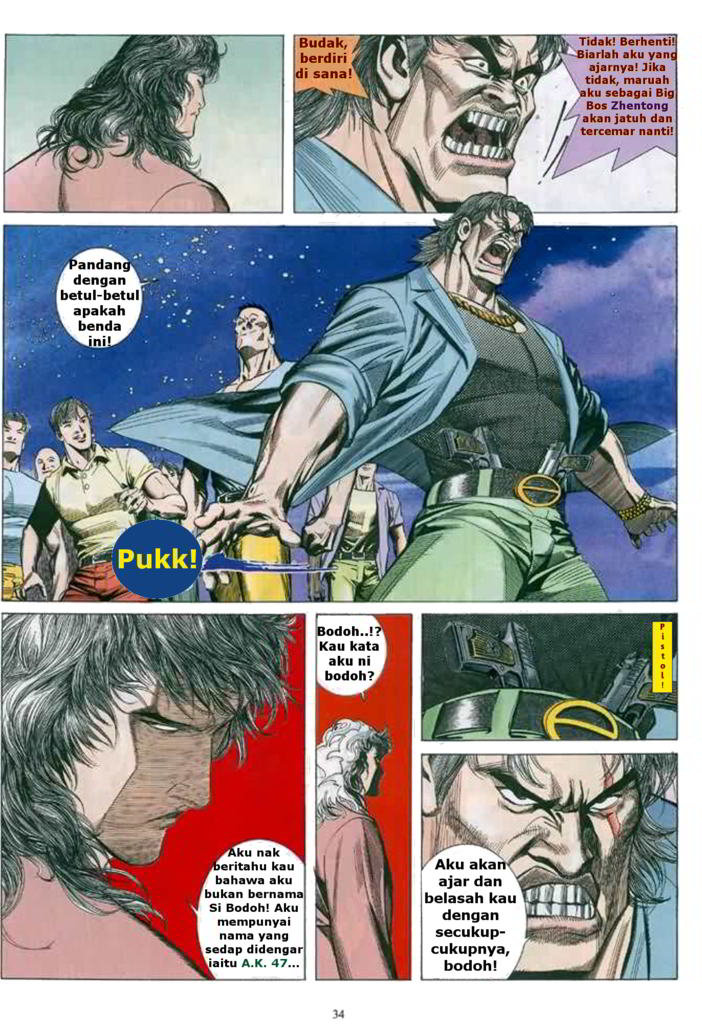 Budak,
berdiri
di sana!
Tidak! Berhenti!
Biarlah aku yang
ajarnya! Jika
tidak, maruah
aku sebagai Big
Bos Zhentong
akan jatuh dan
tercemar nanti!
Pandang
dengan
betul-betul
apakah
benda
ini!
Pukk!
Aku nak
beritahu kau
bahawa aku
bukan bernama
Si Bodoh! Aku
mempunyai
nama yang
sedap didengar
iaitu A.K. 47...
Bodoh..!?
Kau kata
aku ni
bodoh?
P
i
s
t
o
l
!
Aku akan
ajar dan
belasah kau
dengan
secukup-
cukupnya,
bodoh!
34